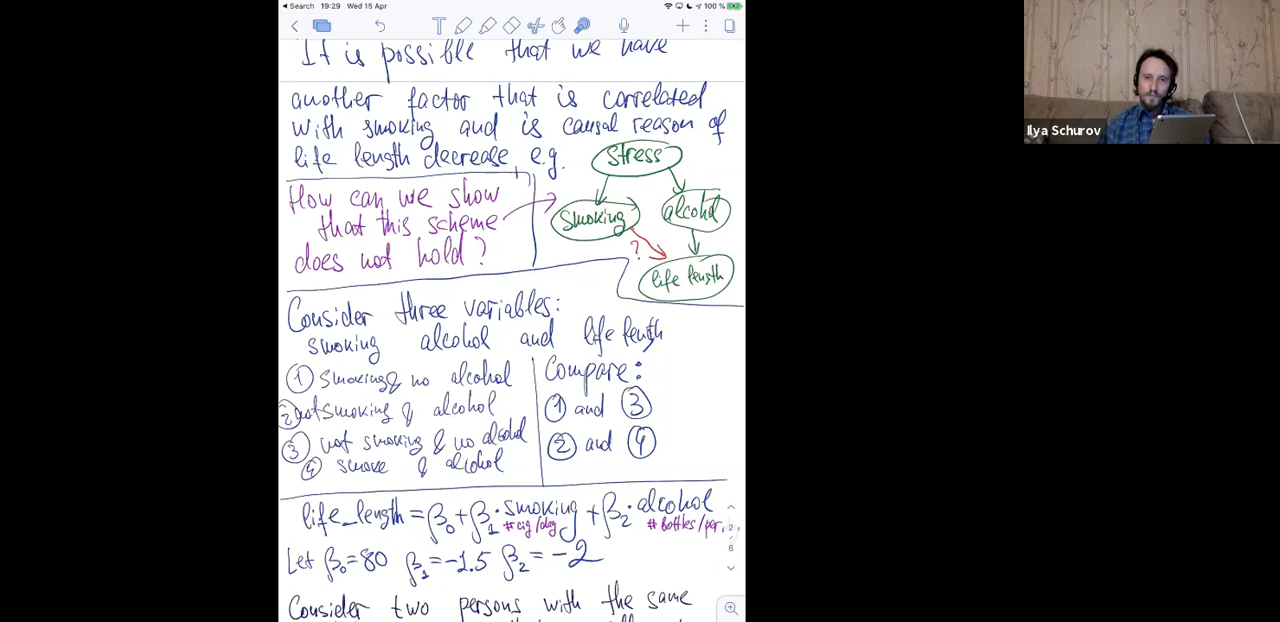 Search 19:29 Wed 15 Apr 100 %
It is possible that we have
another factor that is correlated
with smoking and is causal reason of
life length decrease, e.g.
stress
smoking
alcohol
?
life length
How can we show
that this scheme
does not hold?
Consider three variables:
smoking alcohol and life length
① smoking & no alcohol
② not smoking & alcohol
③ not smoking & no alcohol
④ smoke & alcohol
Compare:
① and ③
② and ④
life_length = β₀ + β₁ · smoking + β₂ · alcohol
# cig/day # bottles/per.
Let β₀ = 80 β₁ = -1.5 β₂ = -2
Consider two persons with the same
2
6
Ilya Schurov